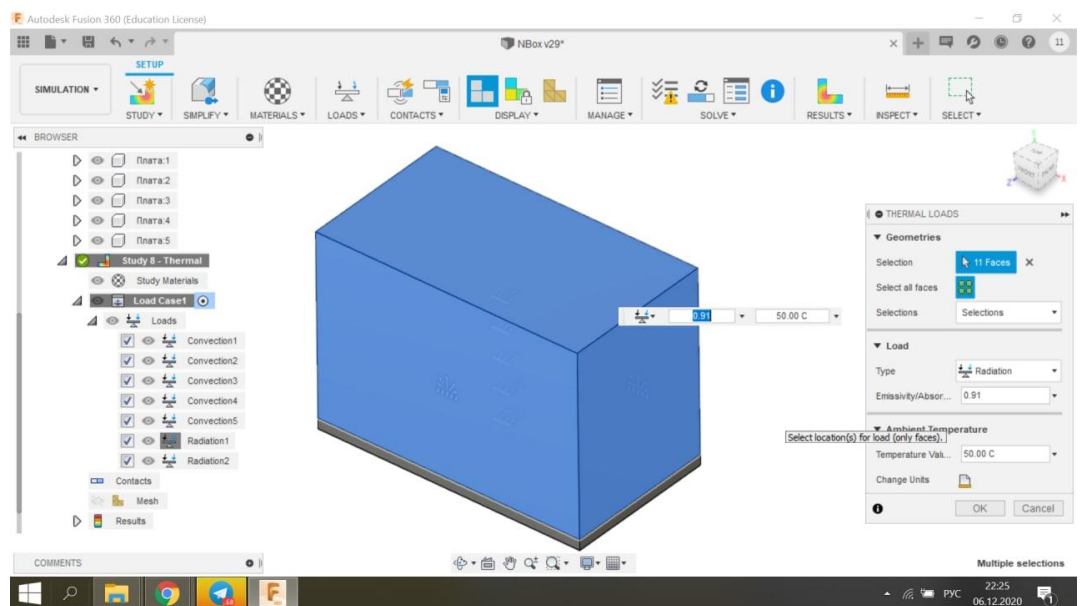 Autodesk Fusion 360 (Education License)
NBox v29*
11
SETUP
SIMULATION
STUDY
SIMPLIFY
MATERIALS
LOADS
CONTACTS
DISPLAY
MANAGE
SOLVE
RESULTS
INSPECT
SELECT
BROWSER
Плата:1
Плата:2
Плата:3
Плата:4
Плата:5
Study 8 - Thermal
Study Materials
Load Case1
Loads
Convection1
Convection2
Convection3
Convection4
Convection5
Radiation1
Radiation2
Contacts
Mesh
Results
0.91
50.00 C
THERMAL LOADS
Geometries
Selection 11 Faces
Select all faces
Selections Selections
Load
Type Radiation
Emissivity/Absor... 0.91
Ambient Temperature
Select location(s) for load (only faces).
Temperature Valu... 50.00 C
Change Units
OK Cancel
COMMENTS
Multiple selections
РУС
22:25
06.12.2020